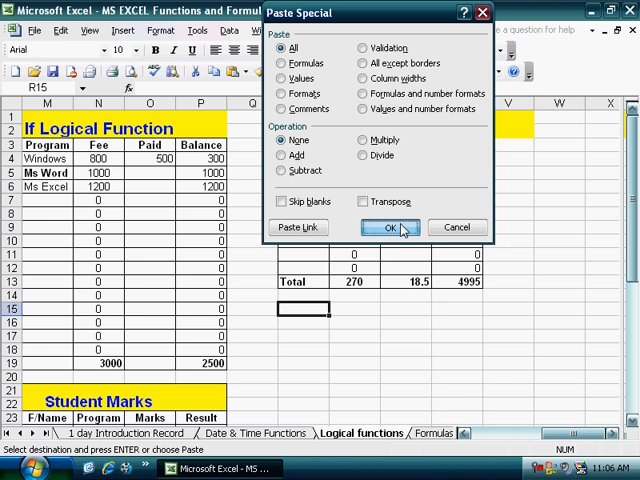 Microsoft Excel - MS EXCEL CORRECT.
File Edit View Insert Format Tools
a question for help
Arial 10 B I U
R15 fx
M N O P Q V W X
1
2 If Logical Function
3 Program Fee Paid Balance
4 Windows 800 500 300
5 Ms Word 1000 1000
6 Ms Excel 1200 1200
7 0 0
8 0 0
9 0 0
10 0 0
11 0 0
12 0 0
13 0 0
14 0 0
15 0 0
16 0 0
17 0 0
18 0 0
19 3000 2500
20
21 Student Marks
22
23 F/Name Program Marks Result
0 0
0 0
Total 270 18.5 4995
Paste Special
Paste
All Validation
Formulas All except borders
Values Column widths
Formats Formulas and number formats
Comments Values and number formats
Operation
None Multiply
Add Divide
Subtract
Skip blanks Transpose
Paste Link OK Cancel
1 day Introduction Record Date & Time Functions Logical functions Formulas
Select destination and press ENTER or choose Paste NUM
Microsoft Excel - MS ... 11:06 AM